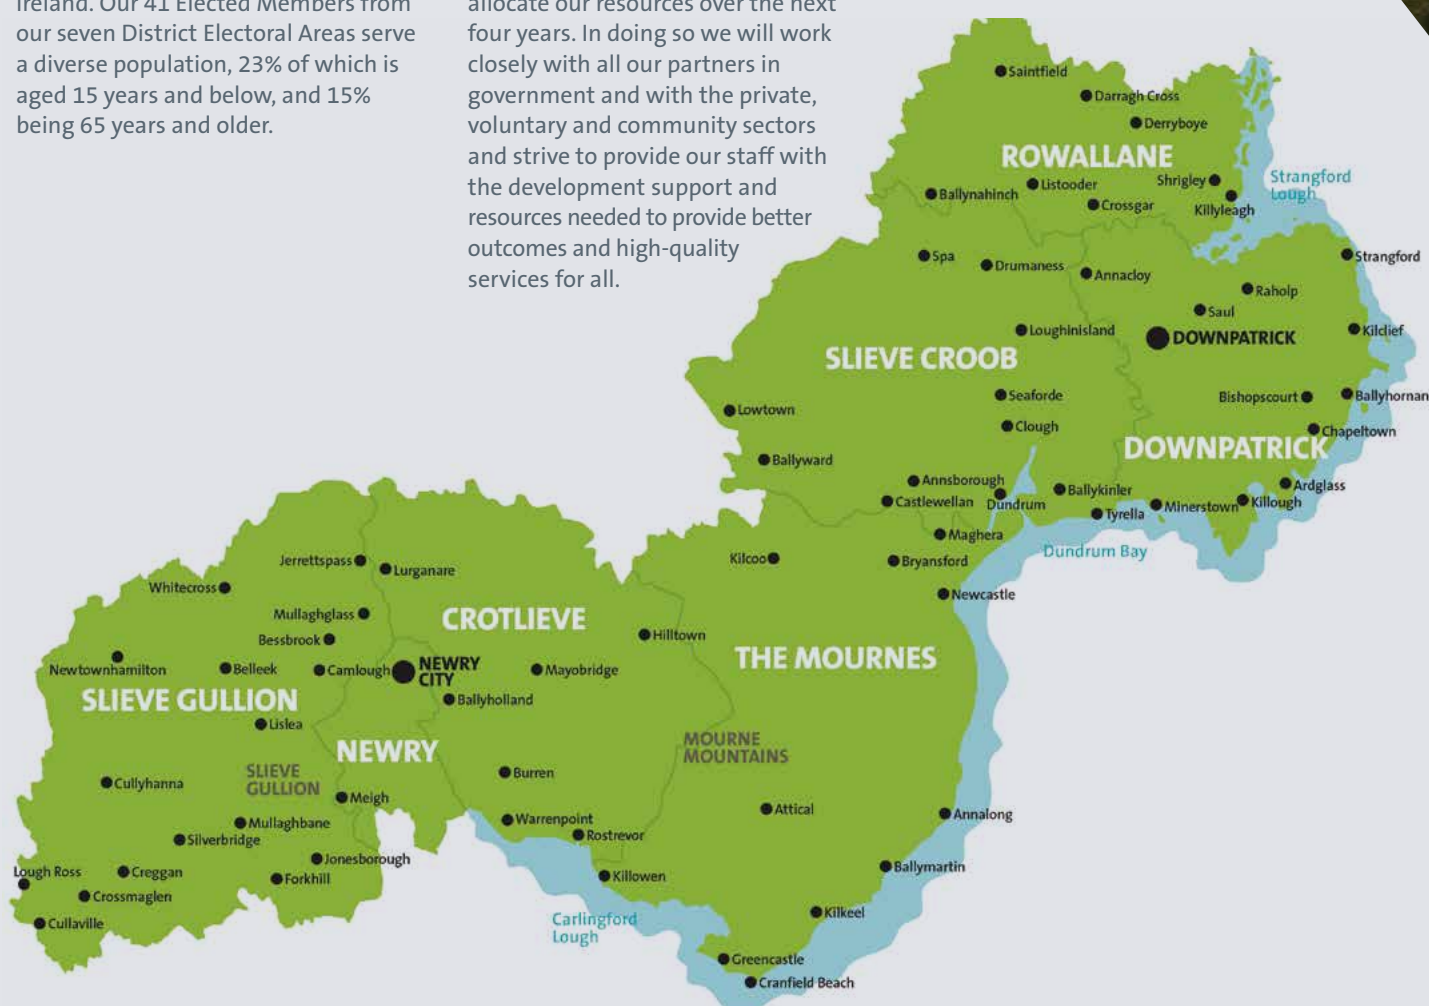 Ireland. Our 41 Elected Members from
our seven District Electoral Areas serve
a diverse population, 23% of which is
aged 15 years and below, and 15%
being 65 years and older.
allocate our resources over the next
four years. In doing so we will work
closely with all our partners in
government and with the private,
voluntary and community sectors
and strive to provide our staff with
the development support and
resources needed to provide better
outcomes and high-quality
services for all.
Saintfield
Darragh Cross
Derryboye
ROWALLANE
Listooder
Shrigley
Ballynahinch
Crossgar
Killyleagh
Strangford
Lough
Spa
Drumaness
Annacloy
Strangford
Raholp
Saul
Loughinisland
DOWNPATRICK
Kilclief
SLIEVE CROOB
Seaforde
Bishopscourt
Ballyhornan
Lowtown
Clough
Chapeltown
DOWNPATRICK
Ballyward
Annsborough
Ardglass
Castlewellan
Dundrum
Ballykinler
Tyrella
Minerstown
Killough
Maghera
Dundrum Bay
Kilcoo
Bryansford
Newcastle
Jerrettspass
Lurganare
Whitecross
Mullaghglass
CROTLIEVE
Bessbrook
Hilltown
THE MOURNES
Newtownhamilton
Belleek
Camlough
NEWRY
CITY
Mayobridge
SLIEVE GULLION
Ballyholland
Lislea
NEWRY
MOURNE
MOUNTAINS
SLIEVE
GULLION
Cullyhanna
Burren
Meigh
Attical
Annalong
Mullaghbane
Warrenpoint
Silverbridge
Rostrevor
Jonesborough
Lough Ross
Creggan
Forkhill
Killowen
Ballymartin
Crossmaglen
Cullaville
Carlingford
Lough
Kilkeel
Greencastle
Cranfield Beach